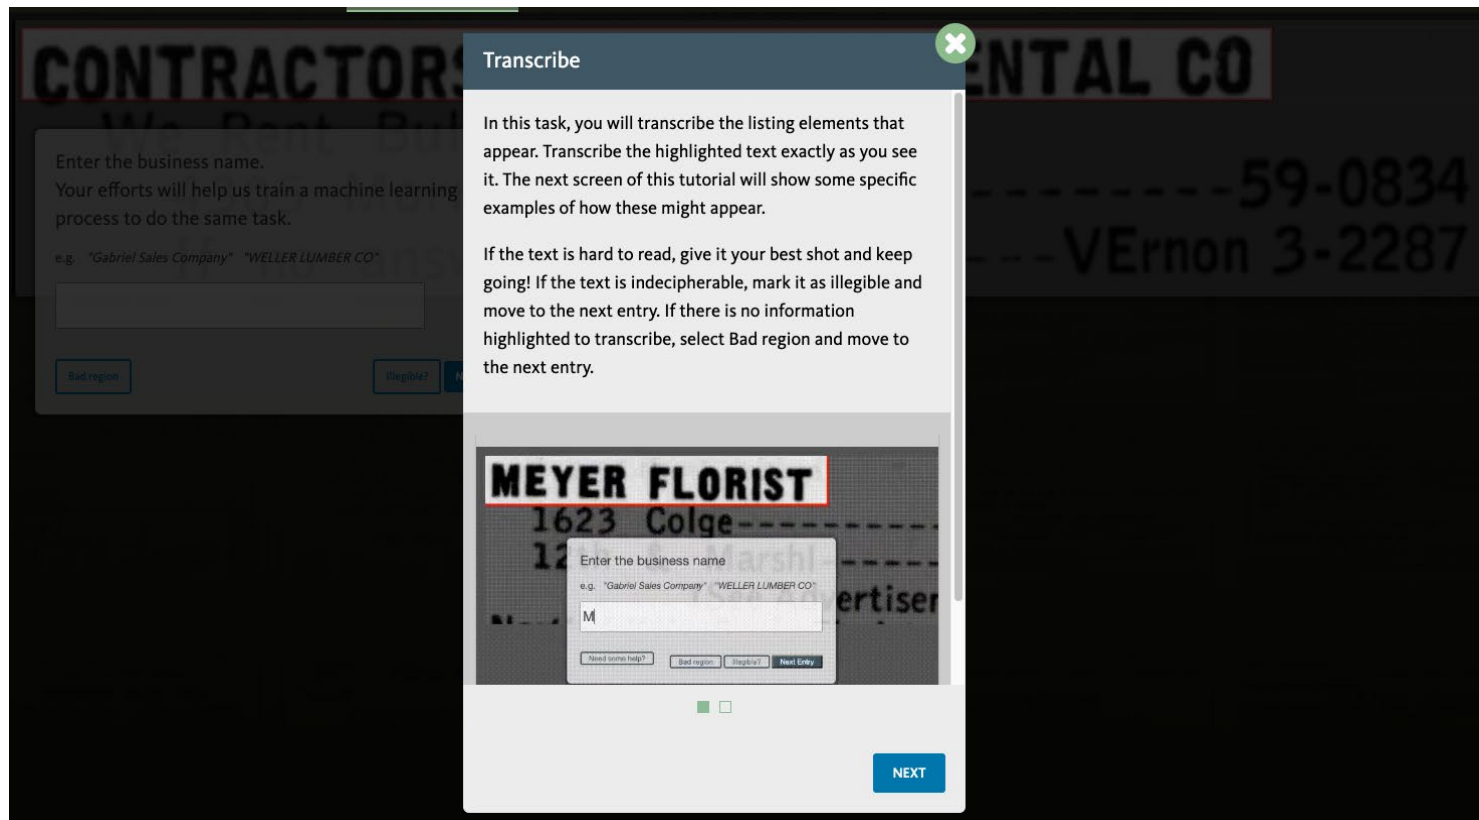 CONTRACTORS ENTAL CO
We Rent Bul
59-0834
VErnon 3-2287
Enter the business name.
Your efforts will help us train a machine learning
process to do the same task.
e.g. "Gabriel Sales Company" "WELLER LUMBER CO"
Bad region
Illegible?
Transcribe
In this task, you will transcribe the listing elements that
appear. Transcribe the highlighted text exactly as you see
it. The next screen of this tutorial will show some specific
examples of how these might appear.
If the text is hard to read, give it your best shot and keep
going! If the text is indecipherable, mark it as illegible and
move to the next entry. If there is no information
highlighted to transcribe, select Bad region and move to
the next entry.
MEYER FLORIST
1623 Colge
12th & Marshl
(See Advertiser
Enter the business name
e.g. "Gabriel Sales Company" "WELLER LUMBER CO"
M
Need some help?
Bad region
Illegible?
Next Entry
NEXT